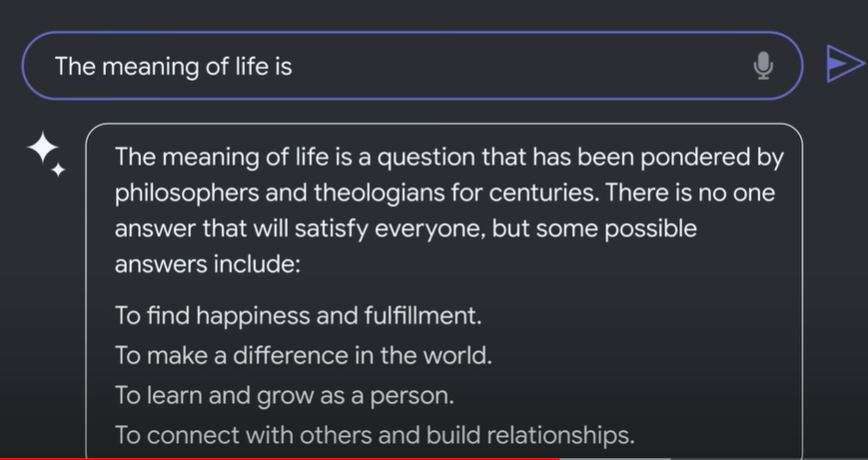 The meaning of life is
The meaning of life is a question that has been pondered by
philosophers and theologians for centuries. There is no one
answer that will satisfy everyone, but some possible
answers include:
To find happiness and fulfillment.
To make a difference in the world.
To learn and grow as a person.
To connect with others and build relationships.